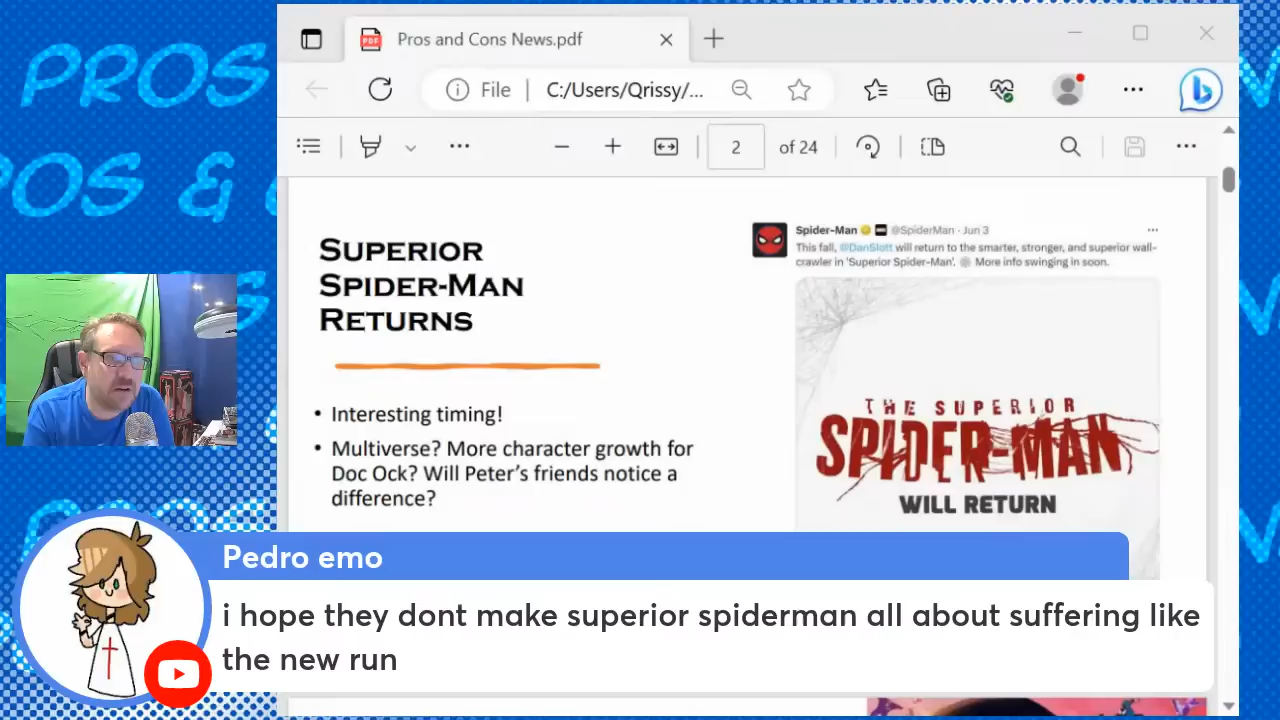 PROS
OS &
Pros and Cons News.pdf
PDF
File
C:/Users/Qrissy/...
2 of 24
SUPERIOR
SPIDER-MAN
RETURNS
• Interesting timing!
• Multiverse? More character growth for
Doc Ock? Will Peter's friends notice a
difference?
Spider-Man @SpiderMan · Jun 3
This fall, @DanSlott will return to the smarter, stronger, and superior wall-
crawler in 'Superior Spider-Man'. More info swinging in soon.
THE SUPERIOR
SPIDER-MAN
WILL RETURN
Pedro emo
i hope they dont make superior spiderman all about suffering like
the new run